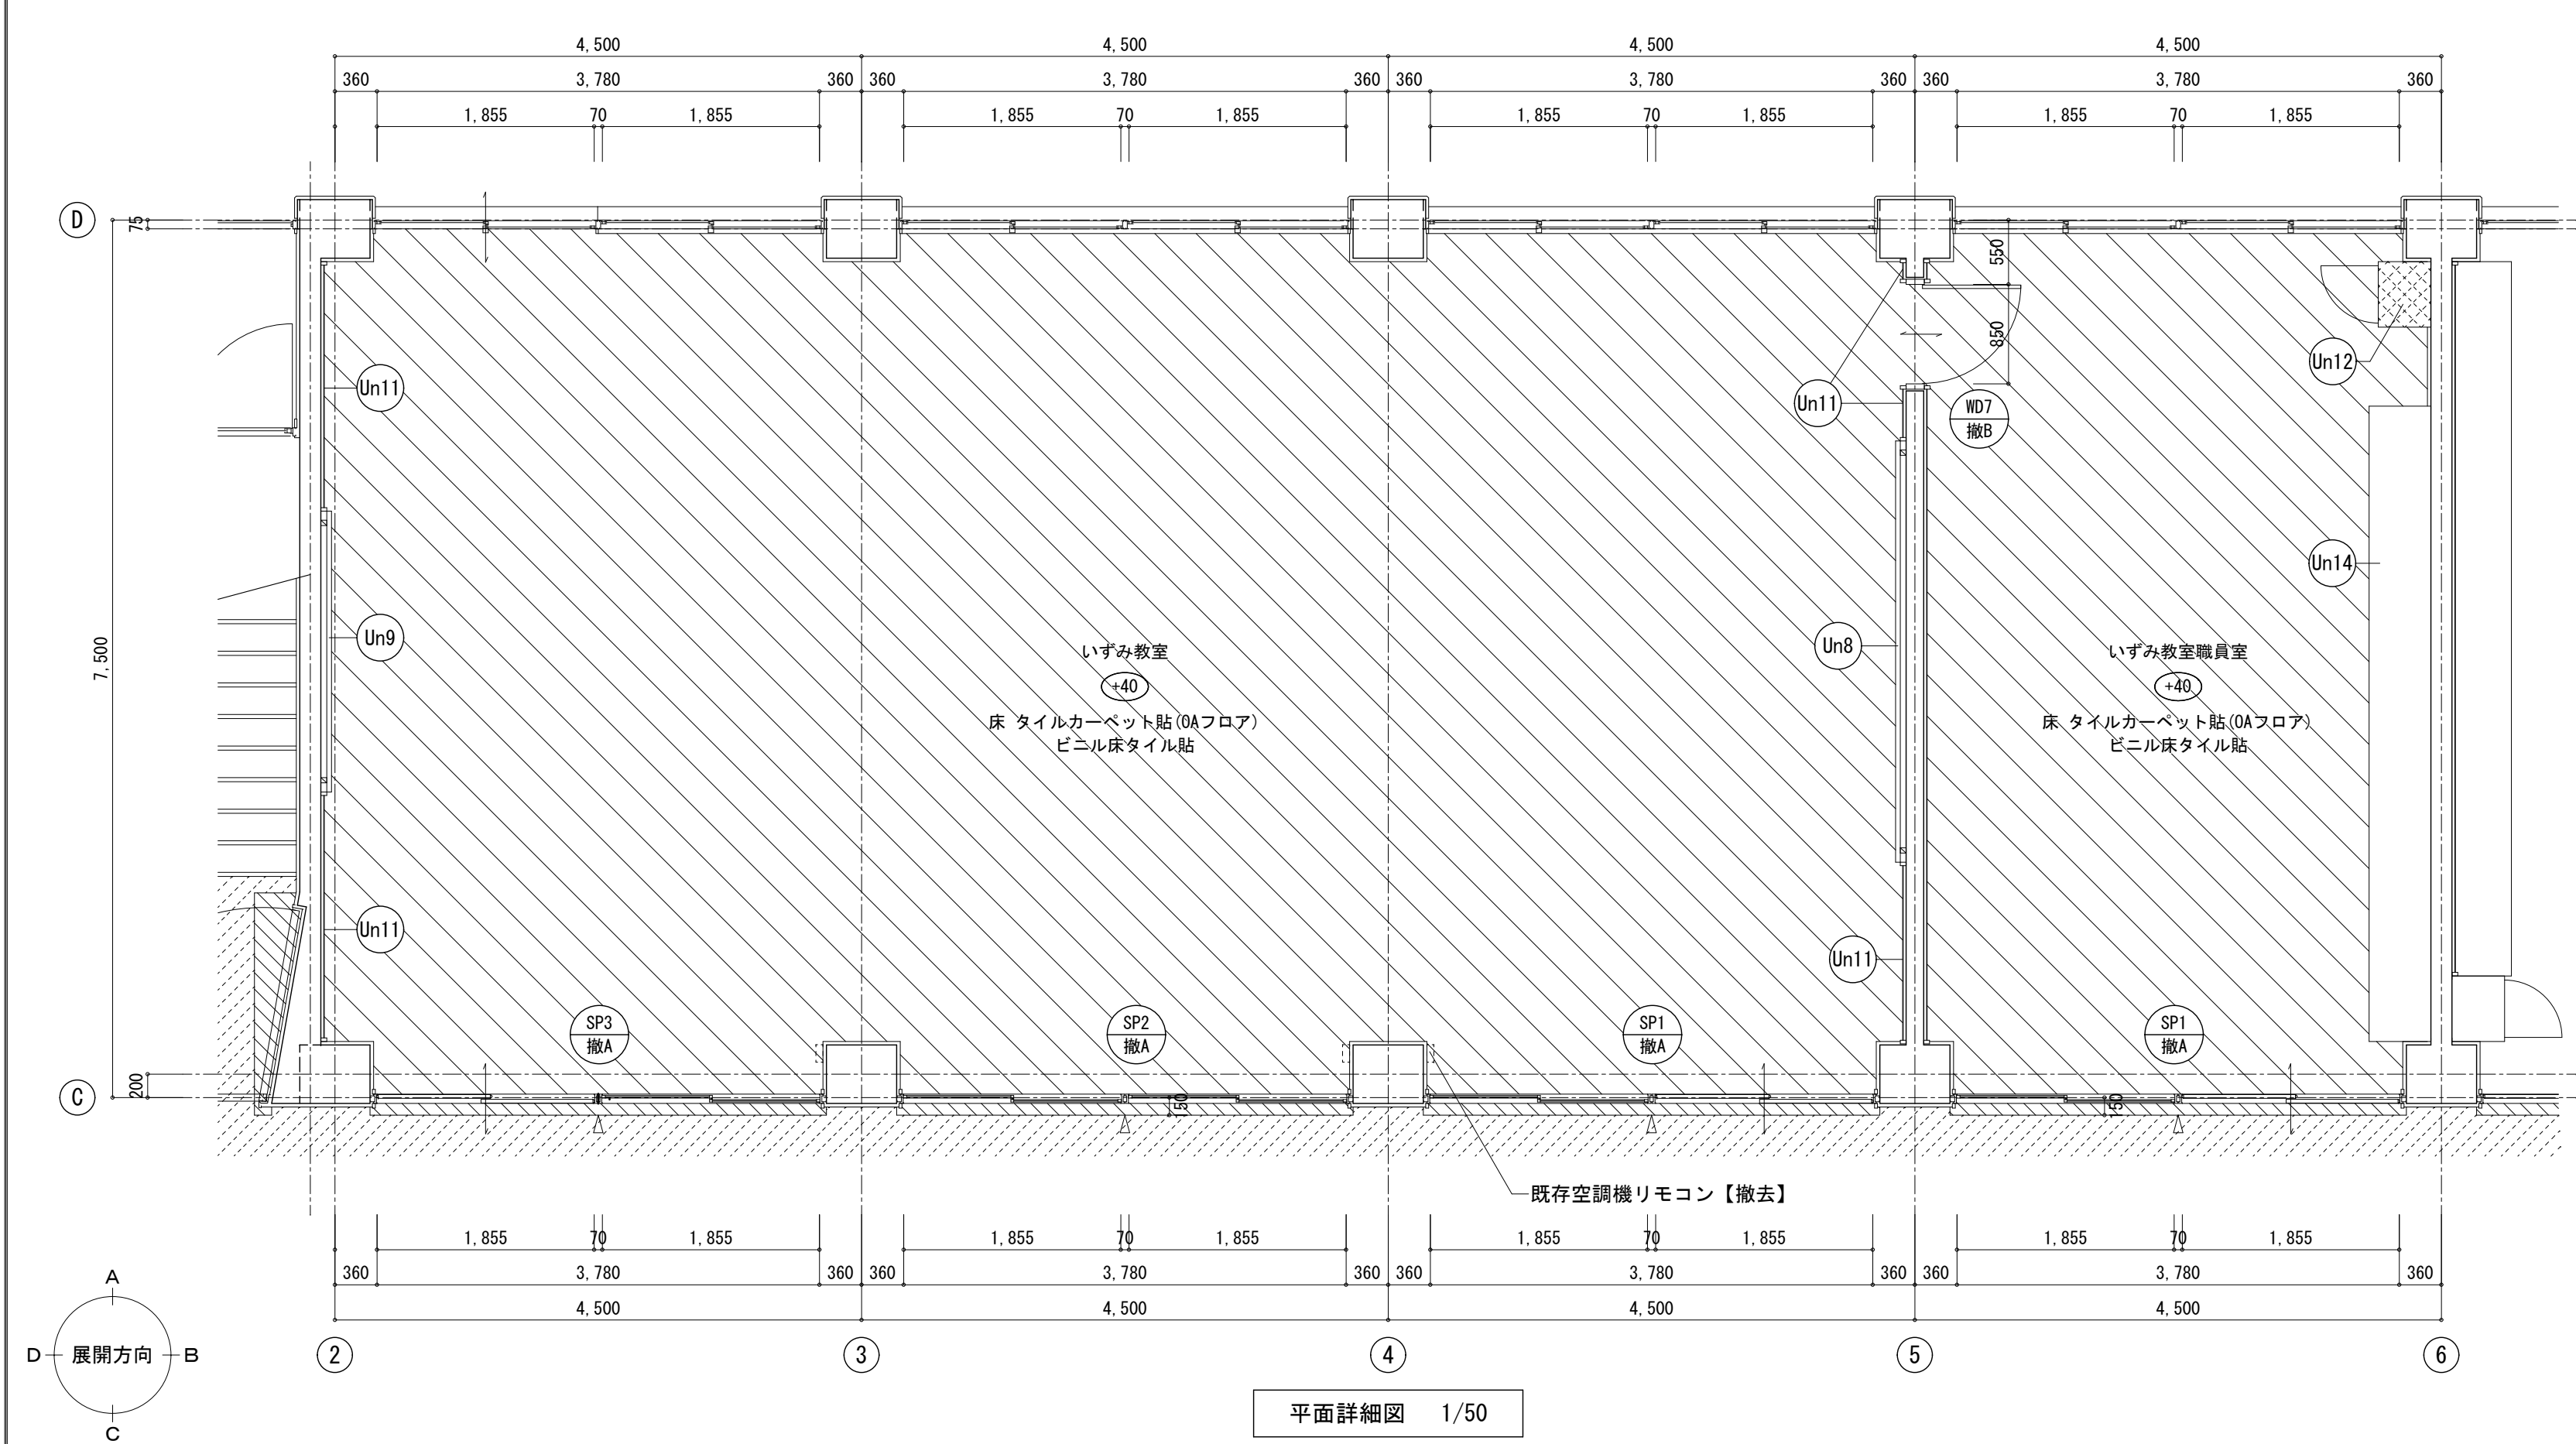 4,500 4,500 4,500 4,500
360 3,780 360 360 3,780 360 360 3,780 360 360 3,780 360
1,855 70 1,855 1,855 70 1,855 1,855 70 1,855 1,855 70 1,855
D
75
550
850
Un12
Un11
Un11
WD7
撤B
Un14
7,500
Un9
Un8
いずみ教室
+40
床 タイルカーペット貼(OAフロア)
ビニル床タイル貼
いずみ教室職員室
+40
床 タイルカーペット貼(OAフロア)
ビニル床タイル貼
Un11
Un11
SP3
撤A
SP2
撤A
SP1
撤A
SP1
撤A
C
200
150
150
既存空調機リモコン【撤去】
1,855 70 1,855 1,855 70 1,855 1,855 70 1,855 1,855 70 1,855
360 3,780 360 360 3,780 360 360 3,780 360 360 3,780 360
4,500 4,500 4,500 4,500
A
D 展開方向 B
C
2 3 4 5 6
平面詳細図 1/50